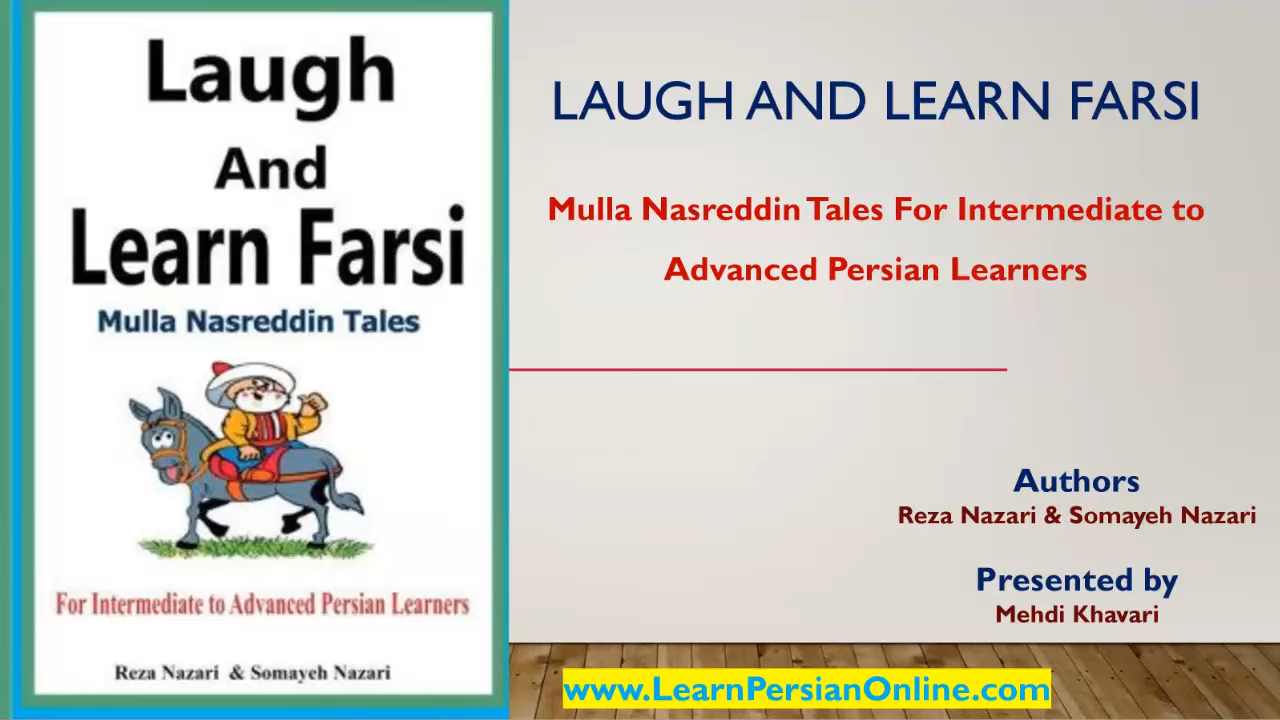 Laugh
And
Learn Farsi
Mulla Nasreddin Tales
For Intermediate to Advanced Persian Learners
Reza Nazari & Somayeh Nazari
LAUGH AND LEARN FARSI
Mulla Nasreddin Tales For Intermediate to
Advanced Persian Learners
Authors
Reza Nazari & Somayeh Nazari
Presented by
Mehdi Khavari
www.LearnPersianOnline.com